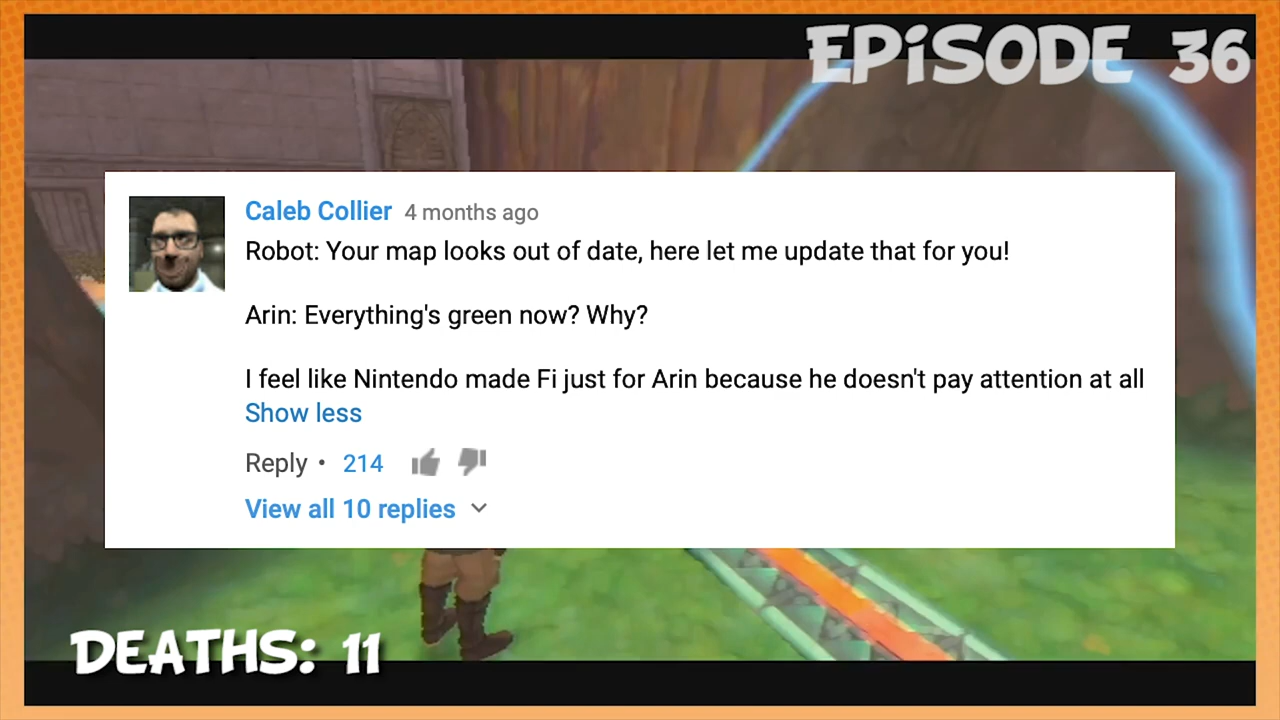 EPISODE 36
Caleb Collier 4 months ago
Robot: Your map looks out of date, here let me update that for you!
Arin: Everything's green now? Why?
I feel like Nintendo made Fi just for Arin because he doesn't pay attention at all
Show less
Reply • 214
View all 10 replies
DEATHS: 11